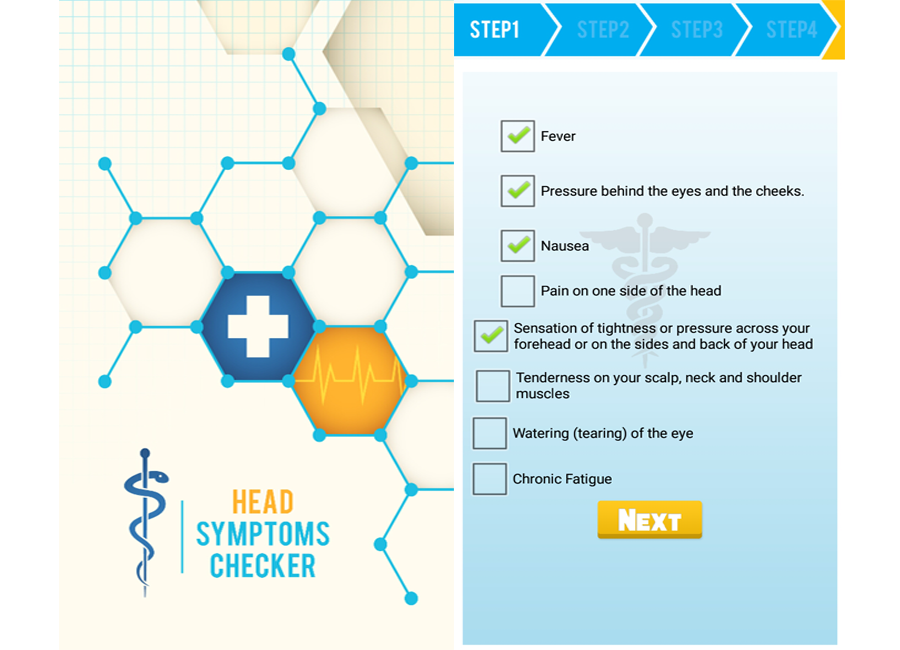 HEAD
SYMPTOMS
CHECKER
STEP1
STEP2
STEP3
STEP4
Fever
Pressure behind the eyes and the cheeks.
Nausea
Pain on one side of the head
Sensation of tightness or pressure across your
forehead or on the sides and back of your head
Tenderness on your scalp, neck and shoulder
muscles
Watering (tearing) of the eye
Chronic Fatigue
NEXT